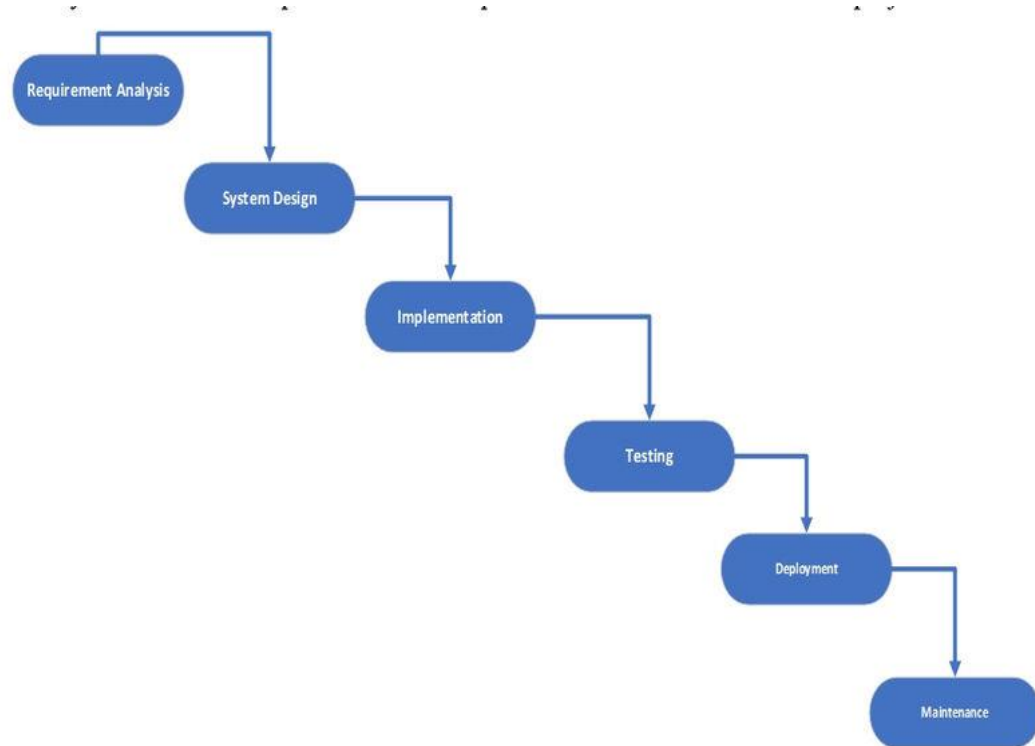 Requirement Analysis
System Design
Implementation
Testing
Deployment
Maintenance